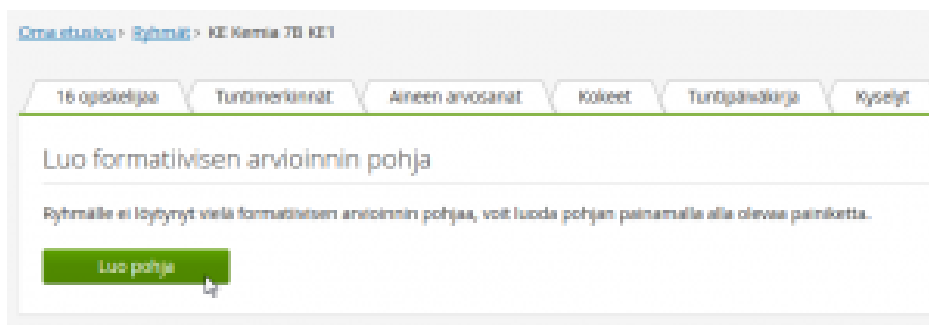 Oma etusivu › Ryhmät › KE Kemia 7B KE1
16 opiskelijaa Tuntimerkinnät Aineen arvosanat Kokeet Tuntipäiväkirja Kyselyt
Luo formatiivisen arvioinnin pohja
Ryhmälle ei löytynyt vielä formatiivisen arvioinnin pohjaa, voit luoda pohjan painamalla alla olevaa painiketta.
Luo pohja